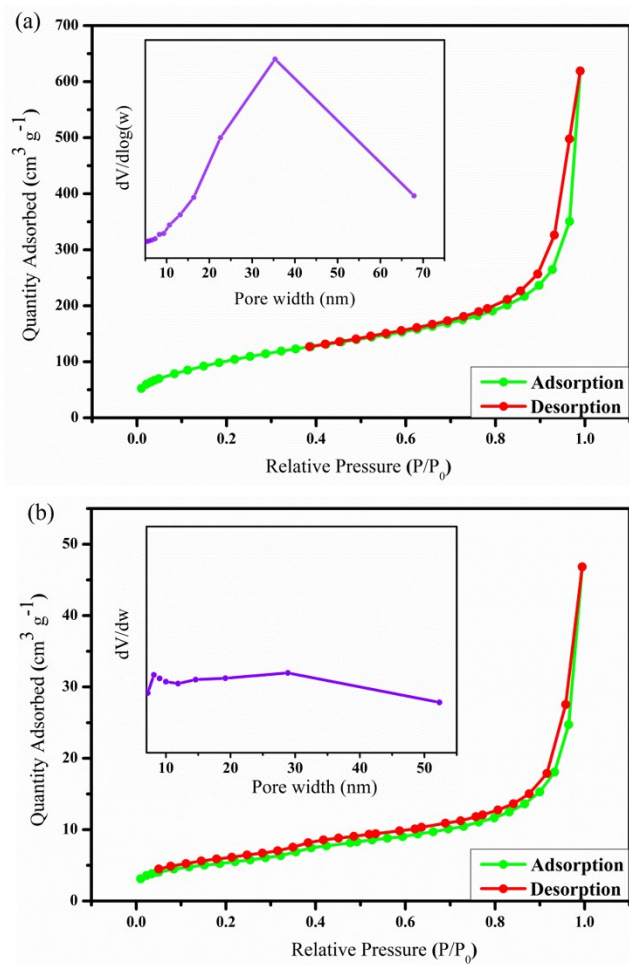 (a)
700
600
500
400
300
200
100
0
Quantity Adsorbed (cm³ g⁻¹)
dV/dlog(w)
10 20 30 40 50 60 70
Pore width (nm)
Adsorption
Desorption
0.0 0.2 0.4 0.6 0.8 1.0
Relative Pressure (P/P₀)
(b)
50
40
30
20
10
0
Quantity Adsorbed (cm³ g⁻¹)
dV/dw
10 20 30 40 50
Pore width (nm)
Adsorption
Desorption
0.0 0.2 0.4 0.6 0.8 1.0
Relative Pressure (P/P₀)